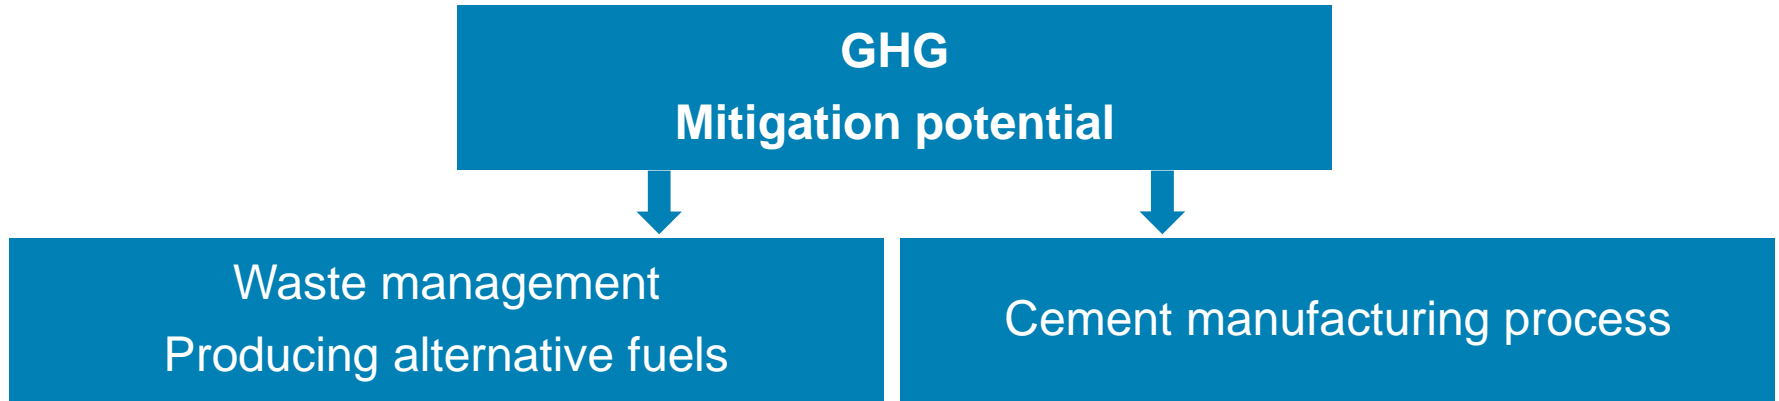 GHG
Mitigation potential
Waste management
Producing alternative fuels
Cement manufacturing process